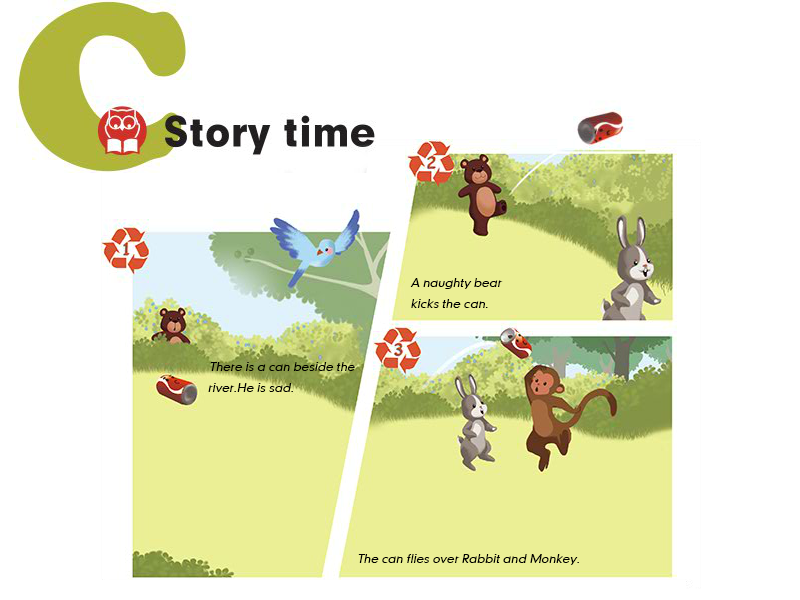 C
Story time
1
There is a can beside the
river.He is sad.
2
A naughty bear
kicks the can.
3
The can flies over Rabbit and Monkey.